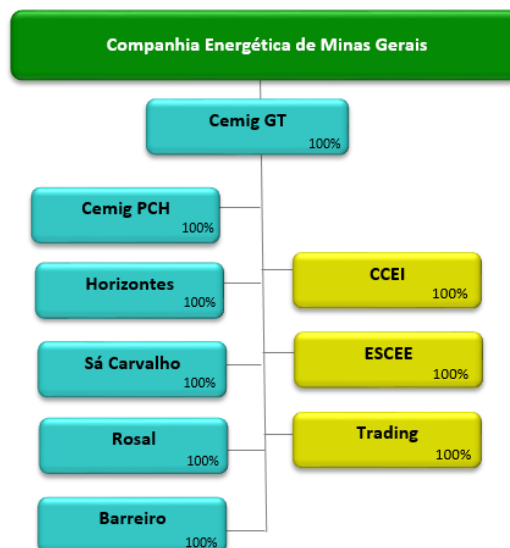 Companhia Energética de Minas Gerais
Cemig GT
100%
Cemig PCH
100%
Horizontes
100%
Sá Carvalho
100%
Rosal
100%
Barreiro
100%
CCEI
100%
ESCEE
100%
Trading
100%